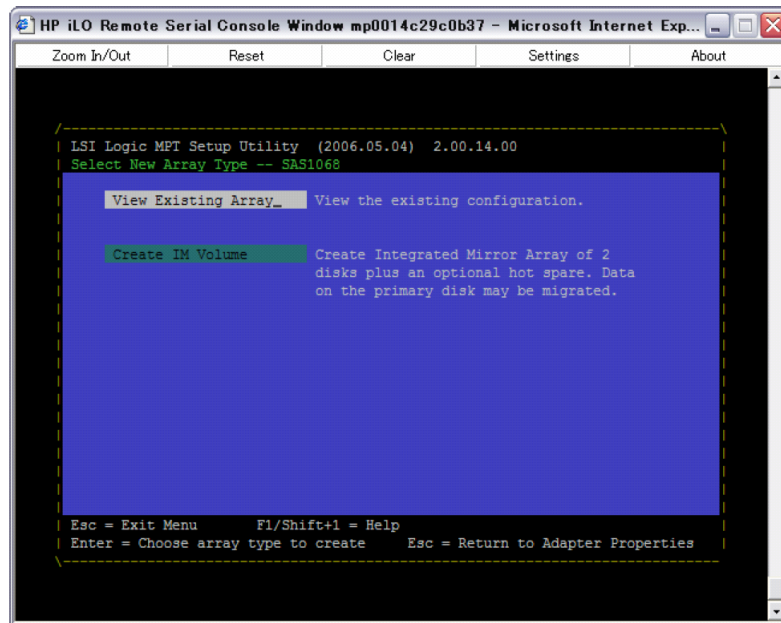 HP iLO Remote Serial Console Window mp0014c29c0b37 - Microsoft Internet Exp...
Zoom In/Out Reset Clear Settings About
LSI Logic MPT Setup Utility (2006.05.04) 2.00.14.00
Select New Array Type -- SAS1068
View Existing Array_ View the existing configuration.
Create IM Volume Create Integrated Mirror Array of 2
disks plus an optional hot spare. Data
on the primary disk may be migrated.
Esc = Exit Menu F1/Shift+1 = Help
Enter = Choose array type to create Esc = Return to Adapter Properties